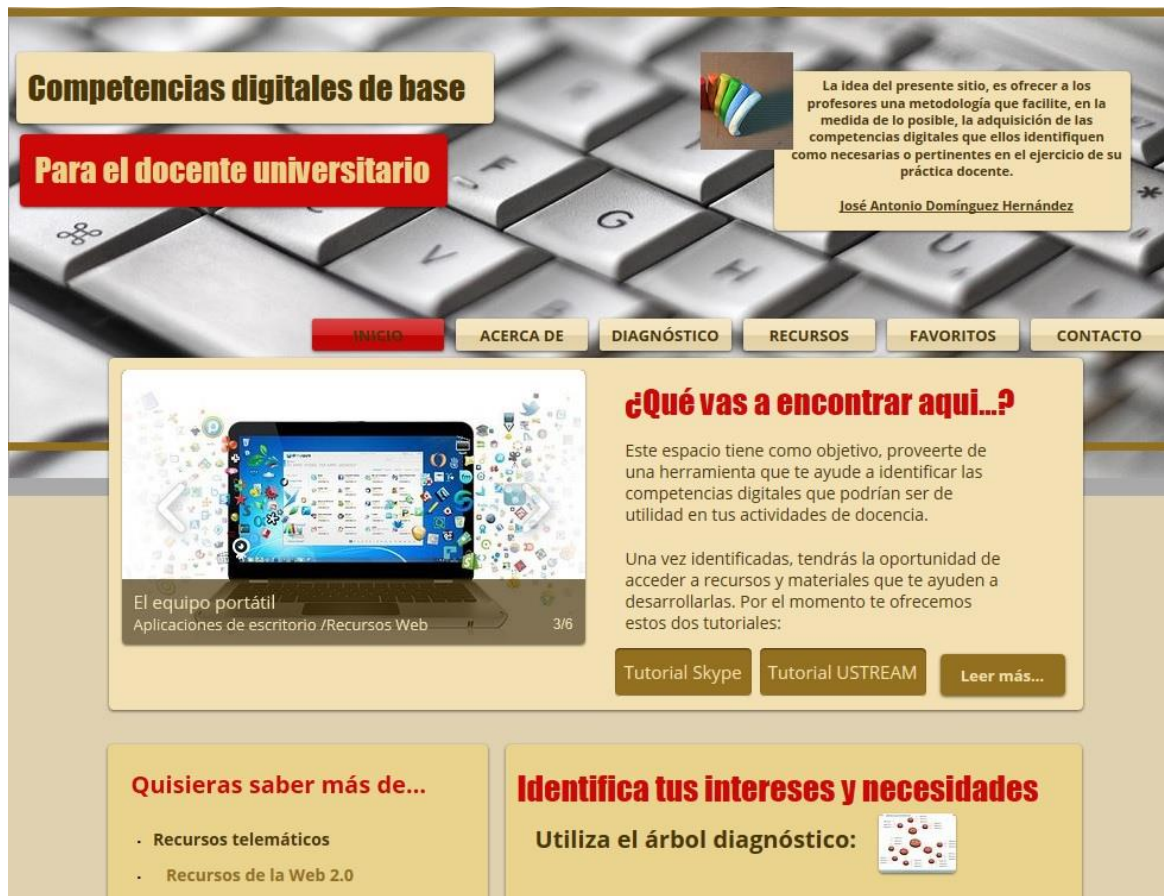 Competencias digitales de base
Para el docente universitario
La idea del presente sitio, es ofrecer a los
profesores una metodología que facilite, en la
medida de lo posible, la adquisición de las
competencias digitales que ellos identifiquen
como necesarias o pertinentes en el ejercicio de su
práctica docente.
José Antonio Domínguez Hernández
INICIO
ACERCA DE
DIAGNÓSTICO
RECURSOS
FAVORITOS
CONTACTO
El equipo portátil
Aplicaciones de escritorio /Recursos Web
3/6
¿Qué vas a encontrar aqui...?
Este espacio tiene como objetivo, proveerte de
una herramienta que te ayude a identificar las
competencias digitales que podrían ser de
utilidad en tus actividades de docencia.
Una vez identificadas, tendrás la oportunidad de
acceder a recursos y materiales que te ayuden a
desarrollarlas. Por el momento te ofrecemos
estos dos tutoriales:
Tutorial Skype
Tutorial USTREAM
Leer más...
Quisieras saber más de...
· Recursos telemáticos
· Recursos de la Web 2.0
Identifica tus intereses y necesidades
Utiliza el árbol diagnóstico: